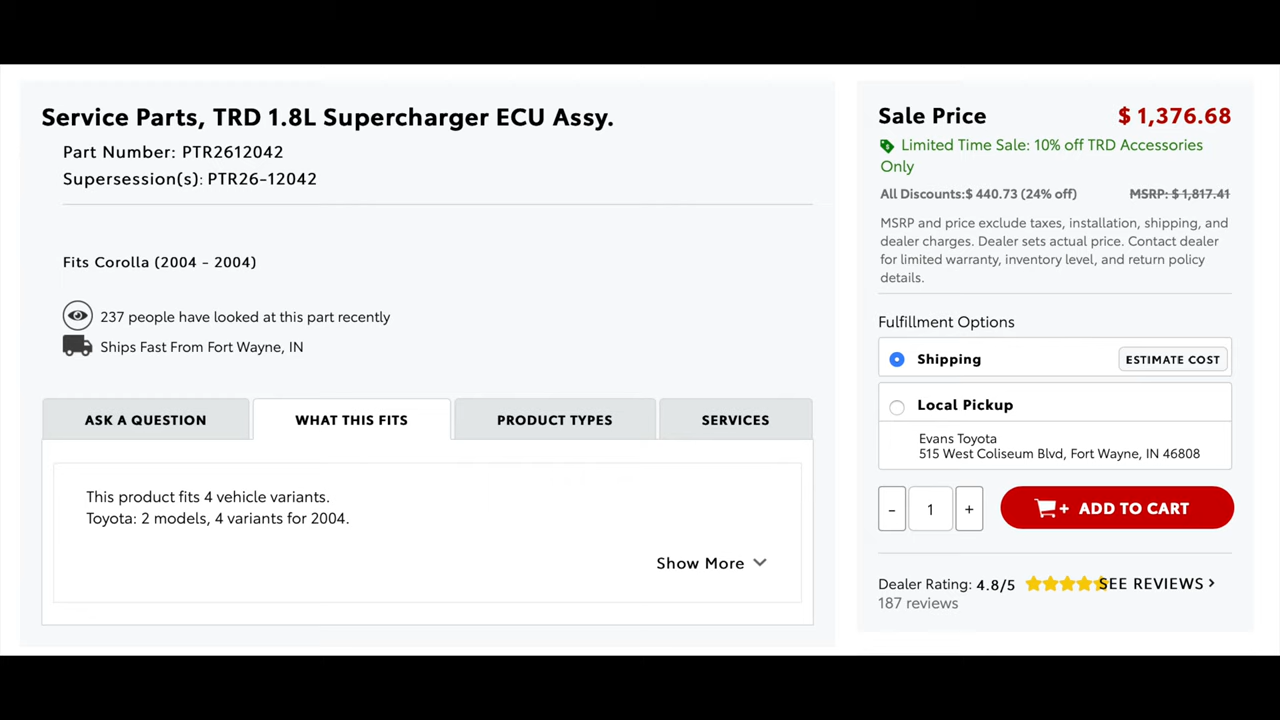 Service Parts, TRD 1.8L Supercharger ECU Assy.
Part Number: PTR2612042
Supersession(s): PTR26-12042
Fits Corolla (2004 - 2004)
237 people have looked at this part recently
Ships Fast From Fort Wayne, IN
ASK A QUESTION
WHAT THIS FITS
PRODUCT TYPES
SERVICES
This product fits 4 vehicle variants.
Toyota: 2 models, 4 variants for 2004.
Show More
Sale Price $ 1,376.68
Limited Time Sale: 10% off TRD Accessories
Only
All Discounts:$ 440.73 (24% off) MSRP: $ 1,817.41
MSRP and price exclude taxes, installation, shipping, and
dealer charges. Dealer sets actual price. Contact dealer
for limited warranty, inventory level, and return policy
details.
Fulfillment Options
Shipping ESTIMATE COST
Local Pickup
Evans Toyota
515 West Coliseum Blvd, Fort Wayne, IN 46808
- 1 + ADD TO CART
Dealer Rating: 4.8/5 SEE REVIEWS >
187 reviews